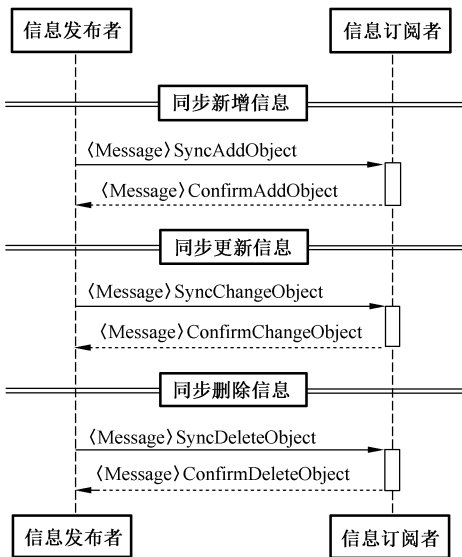 信息发布者 信息订阅者
同步新增信息
〈Message〉SyncAddObject
〈Message〉ConfirmAddObject
同步更新信息
〈Message〉SyncChangeObject
〈Message〉ConfirmChangeObject
同步删除信息
〈Message〉SyncDeleteObject
〈Message〉ConfirmDeleteObject
信息发布者 信息订阅者